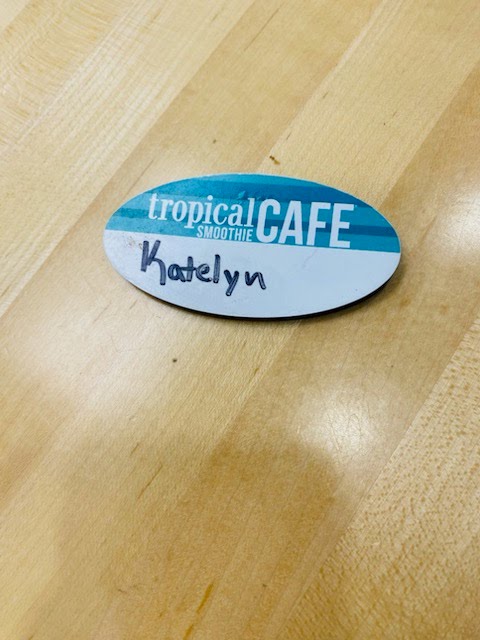 tropical CAFE
SMOOTHIE
Katelyn